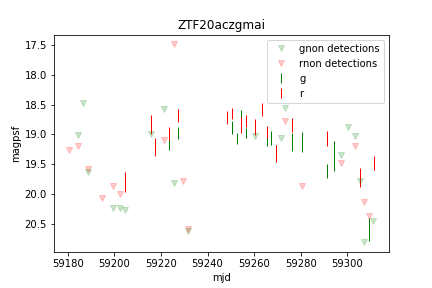 ZTF20aczgmai
gnon detections
rnon detections
g
r
magpsf
17.5
18.0
18.5
19.0
19.5
20.0
20.5
59180 59200 59220 59240 59260 59280 59300
mjd